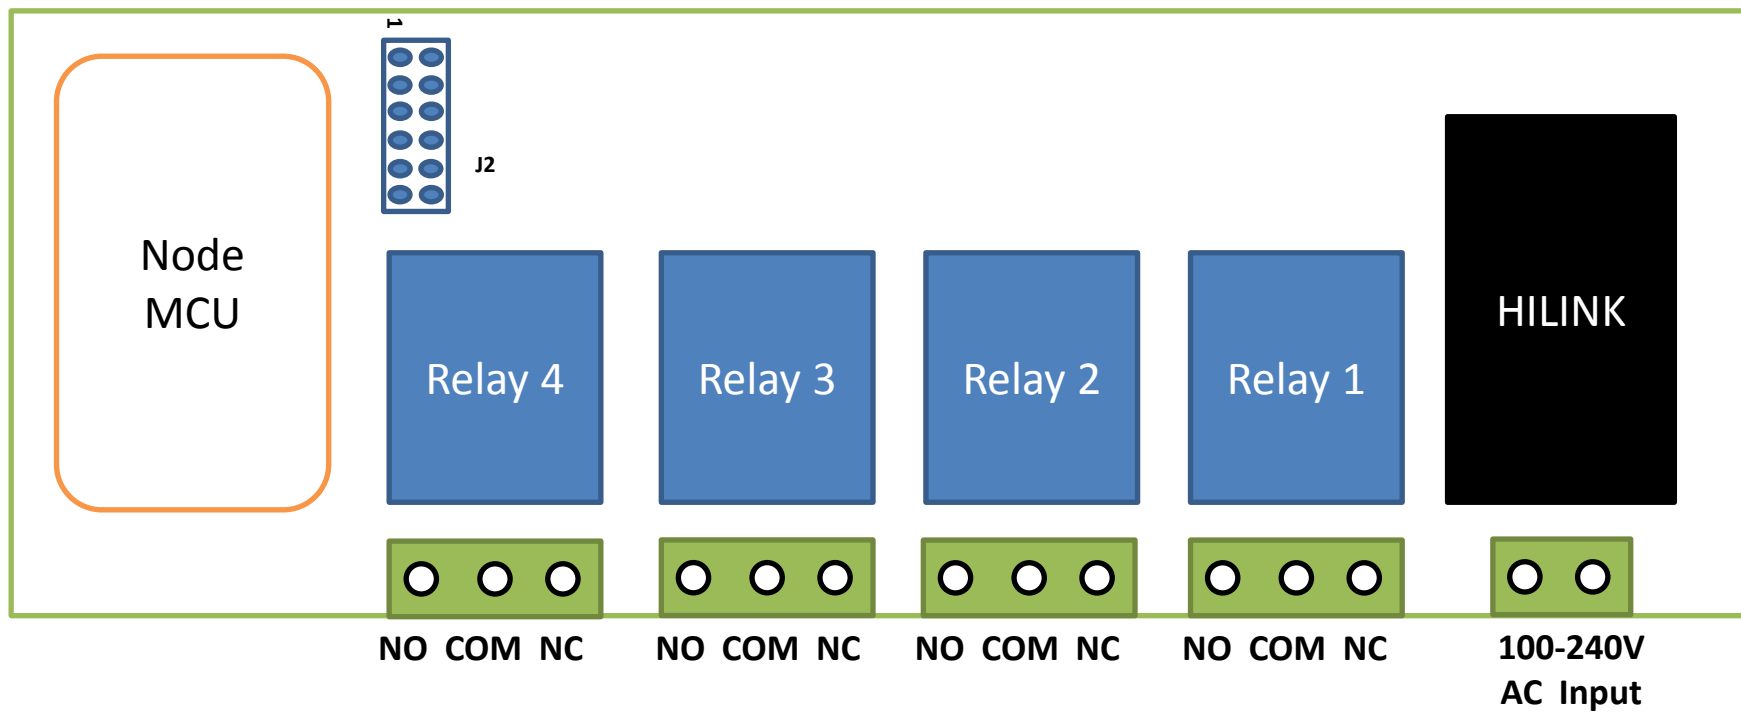 1
J2
Node
MCU
HILINK
Relay 4
Relay 3
Relay 2
Relay 1
NO COM NC
NO COM NC
NO COM NC
NO COM NC
100-240V
AC Input